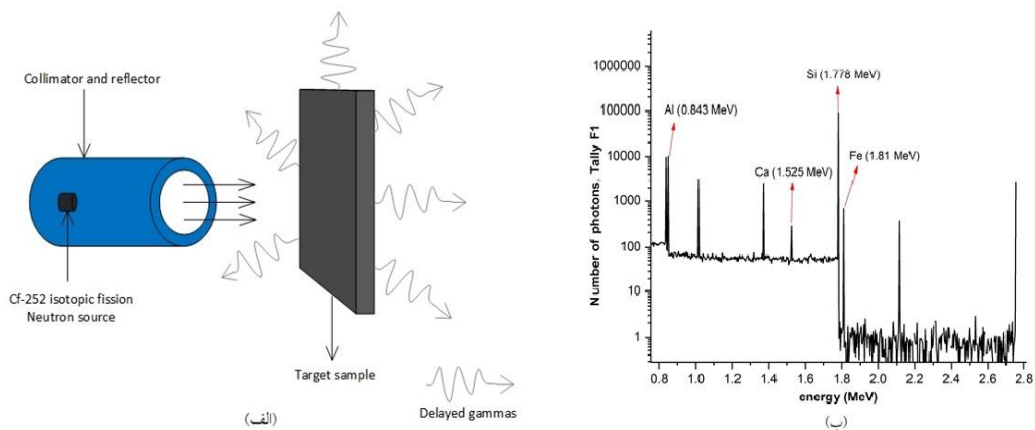 Collimator and reflector
Cf-252 isotopic fission
Neutron source
Target sample
Delayed gammas
(الف)
Number of photons, Tally F1
1000000
100000
10000
1000
100
10
1
Al (0.843 MeV)
Ca (1.525 MeV)
Si (1.778 MeV)
Fe (1.81 MeV)
0.8 1.0 1.2 1.4 1.6 1.8 2.0 2.2 2.4 2.6 2.8
energy (MeV)
(ب)